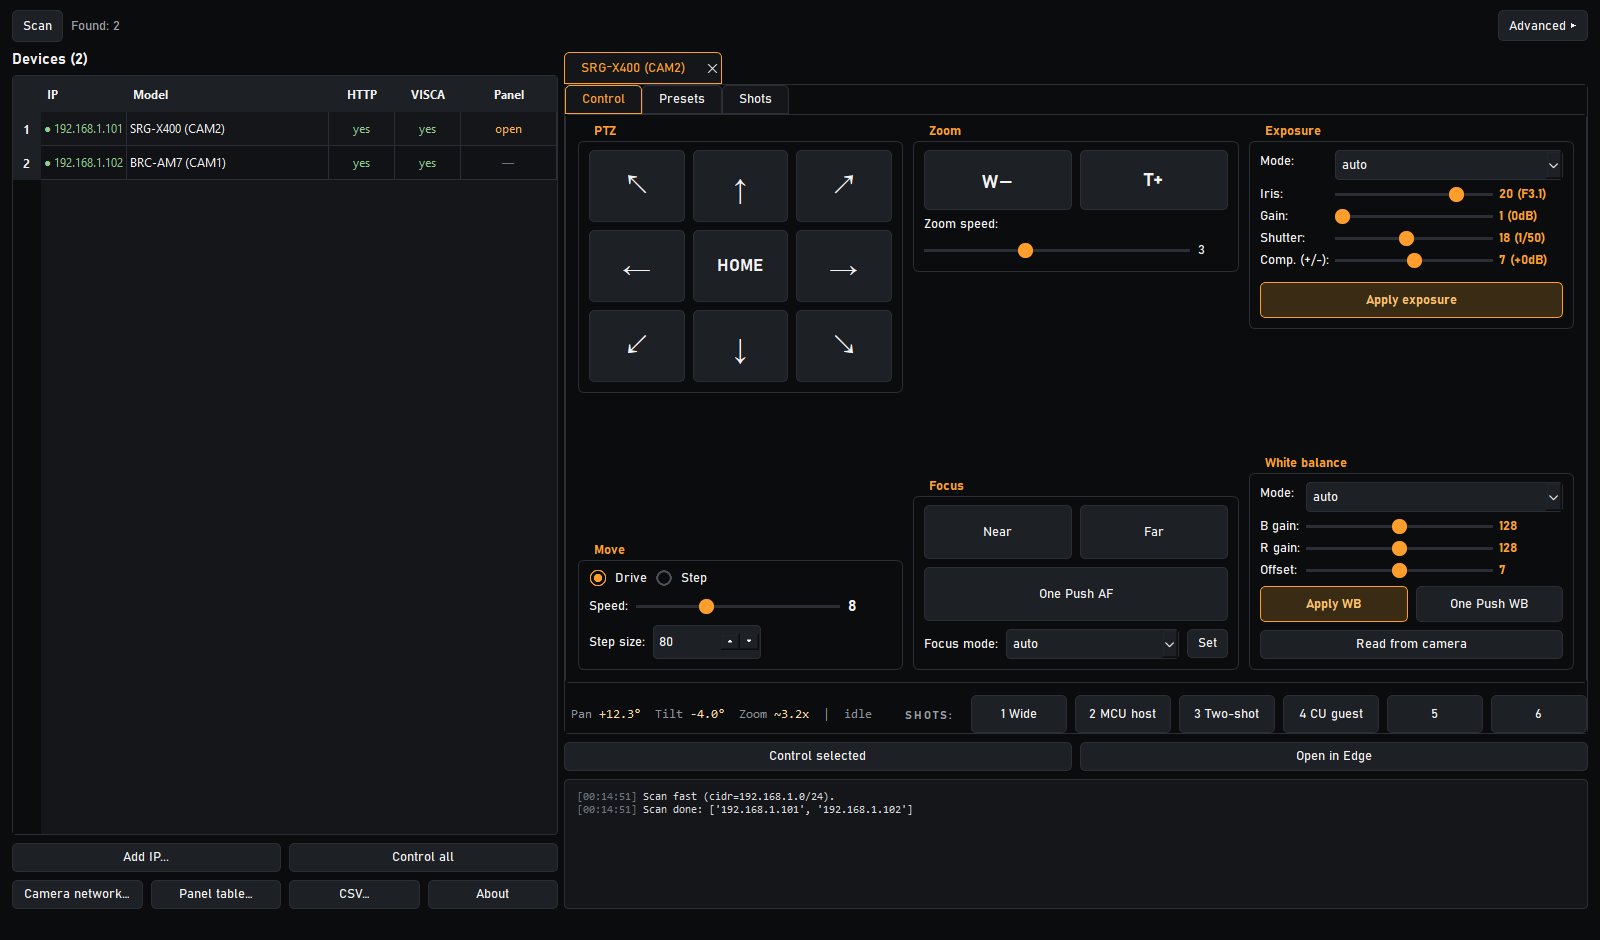 Scan Found: 2
Advanced ▸
Devices (2)
IP Model HTTP VISCA Panel
1 ● 192.168.1.101 SRG-X400 (CAM2) yes yes open
2 ● 192.168.1.102 BRC-AM7 (CAM1) yes yes —
Add IP... Control all
Camera network... Panel table... CSV... About
SRG-X400 (CAM2) ×
Control Presets Shots
PTZ
↖ ↑ ↗
← HOME →
↙ ↓ ↘
Move
Drive Step
Speed: 8
Step size: 80
Zoom
W− T+
Zoom speed:
3
Focus
Near Far
One Push AF
Focus mode: auto Set
Exposure
Mode: auto
Iris: 20 (F3.1)
Gain: 1 (0dB)
Shutter: 18 (1/50)
Comp. (+/-): 7 (+0dB)
Apply exposure
White balance
Mode: auto
B gain: 128
R gain: 128
Offset: 7
Apply WB One Push WB
Read from camera
Pan +12.3° Tilt -4.0° Zoom ~3.2x | idle SHOTS: 1 Wide 2 MCU host 3 Two-shot 4 CU guest 5 6
Control selected Open in Edge
[00:14:51] Scan fast (cidr=192.168.1.0/24).
[00:14:51] Scan done: ['192.168.1.101', '192.168.1.102']